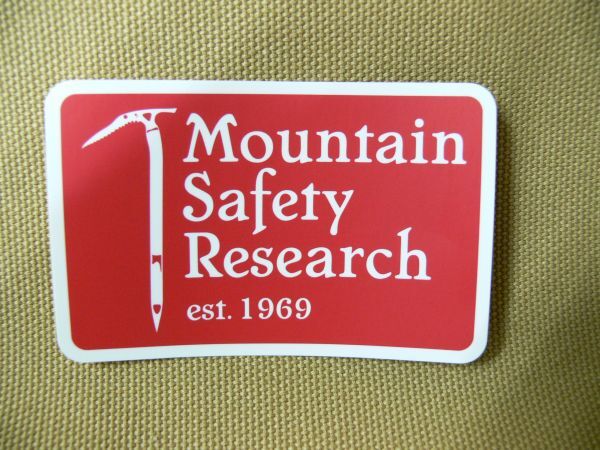 Mountain
Safety
Research
est. 1969